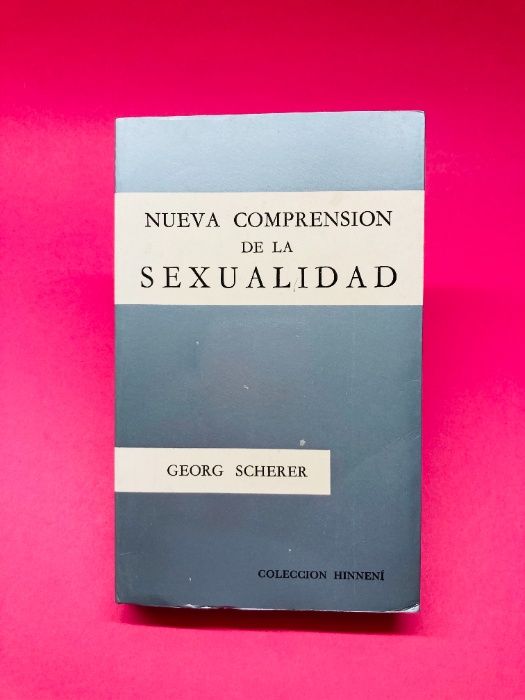 NUEVA COMPRENSION
DE LA
SEXUALIDAD
GEORG SCHERER
COLECCION HINNENÍ